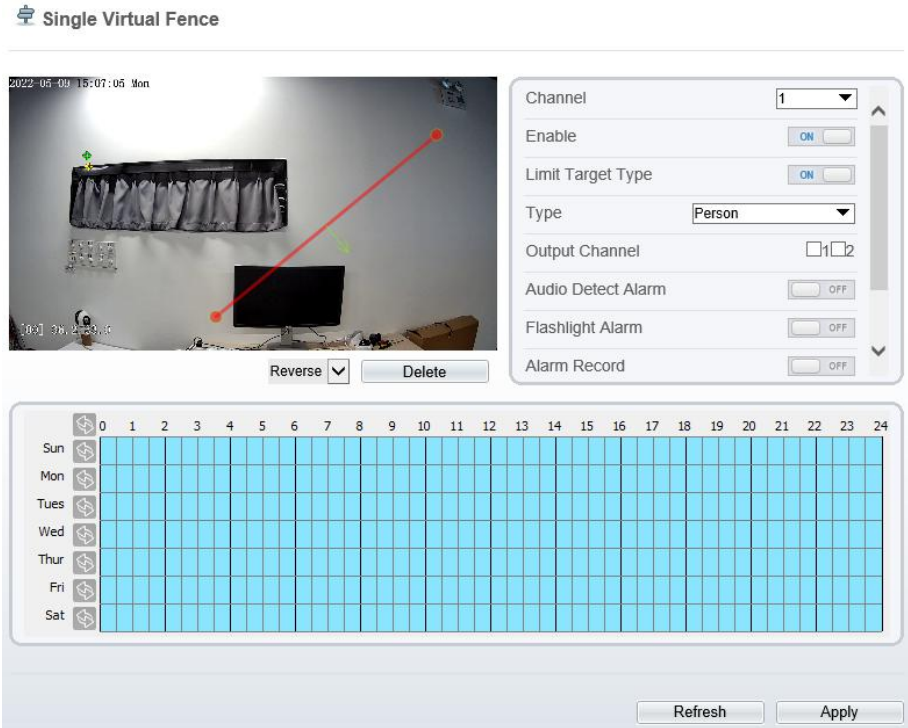 Single Virtual Fence
2022-05-09 15:07:05 Mon
Channel 1
Enable ON
Limit Target Type ON
Type Person
Output Channel 1 2
Audio Detect Alarm OFF
Flashlight Alarm OFF
Alarm Record OFF
Reverse Delete
0 1 2 3 4 5 6 7 8 9 10 11 12 13 14 15 16 17 18 19 20 21 22 23 24
Sun
Mon
Tues
Wed
Thur
Fri
Sat
Refresh Apply